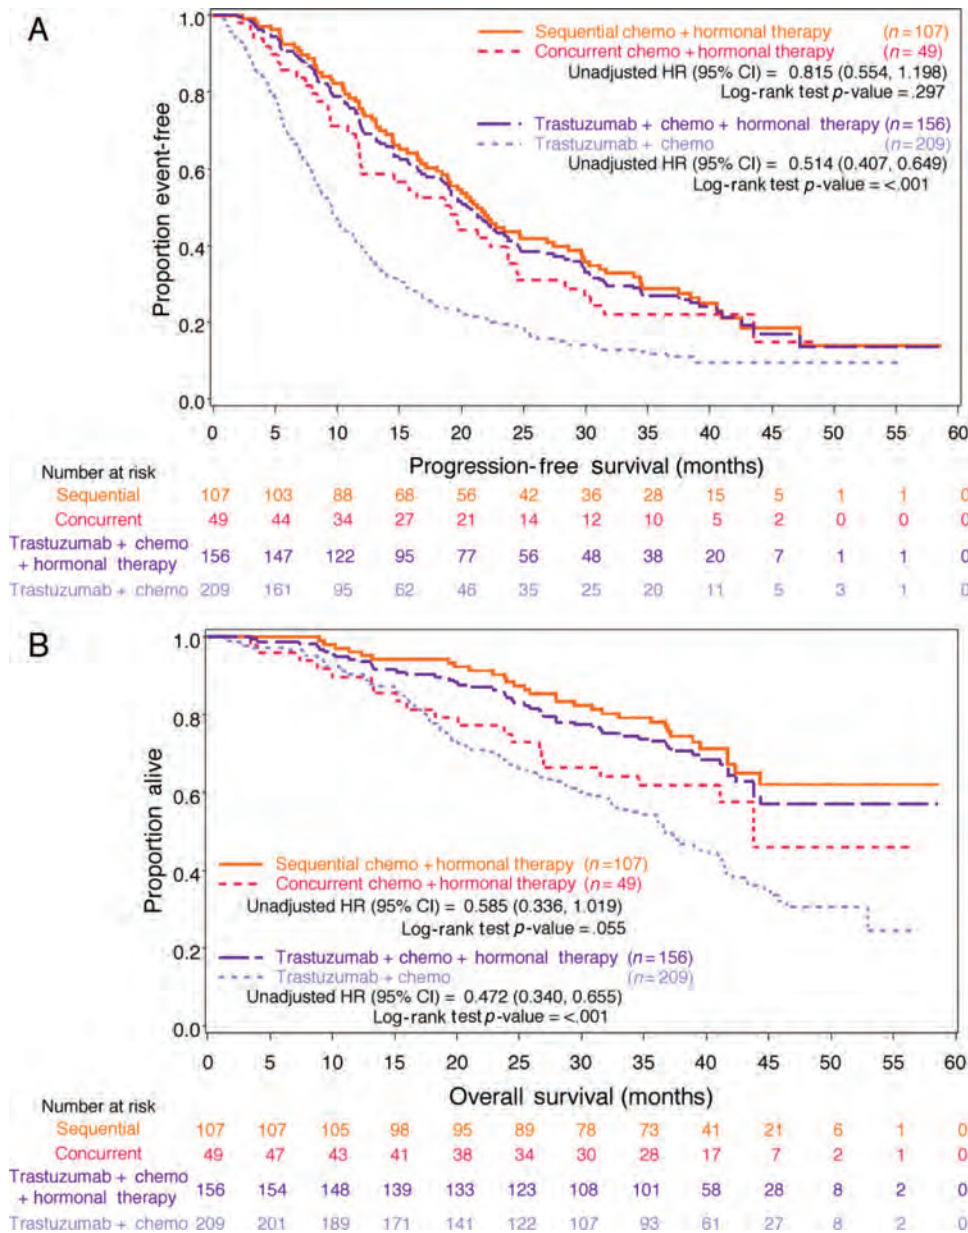 A
Sequential chemo + hormonal therapy (n=107)
Concurrent chemo + hormonal therapy (n=49)
Unadjusted HR (95% CI) = 0.815 (0.554, 1.198)
Log-rank test p-value = .297
Trastuzumab + chemo + hormonal therapy (n=156)
Trastuzumab + chemo (n=209)
Unadjusted HR (95% CI) = 0.514 (0.407, 0.649)
Log-rank test p-value = <.001
Proportion event-free
1.0
0.8
0.6
0.4
0.2
0.0
0 5 10 15 20 25 30 35 40 45 50 55 60
Progression-free survival (months)
Number at risk
Sequential 107 103 88 68 56 42 36 28 15 5 1 1 0
Concurrent 49 44 34 27 21 14 12 10 5 2 0 0 0
Trastuzumab + chemo
+ hormonal therapy 156 147 122 95 77 56 48 38 20 7 1 1 0
Trastuzumab + chemo 209 161 95 62 46 35 25 20 11 5 3 1 0
B
Proportion alive
1.0
0.8
0.6
0.4
0.2
0.0
Sequential chemo + hormonal therapy (n=107)
Concurrent chemo + hormonal therapy (n=49)
Unadjusted HR (95% CI) = 0.585 (0.336, 1.019)
Log-rank test p-value = .055
Trastuzumab + chemo + hormonal therapy (n=156)
Trastuzumab + chemo (n=209)
Unadjusted HR (95% CI) = 0.472 (0.340, 0.655)
Log-rank test p-value = <.001
0 5 10 15 20 25 30 35 40 45 50 55 60
Overall survival (months)
Number at risk
Sequential 107 107 105 98 95 89 78 73 41 21 6 1 0
Concurrent 49 47 43 41 38 34 30 28 17 7 2 1 0
Trastuzumab + chemo
+ hormonal therapy 156 154 148 139 133 123 108 101 58 28 8 2 0
Trastuzumab + chemo 209 201 189 171 141 122 107 93 61 27 8 2 0